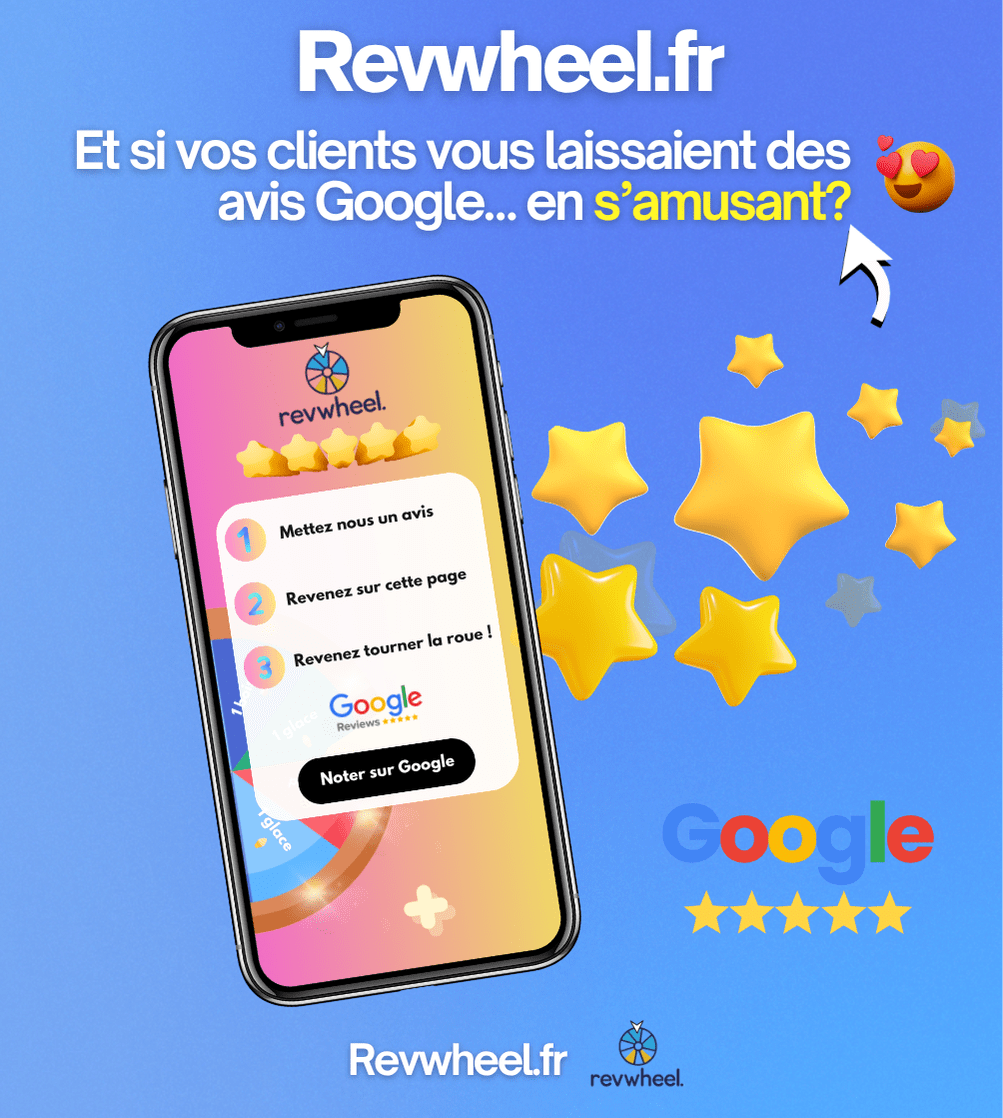 Revwheel.fr
Et si vos clients vous laissaient des
avis Google... en s'amusant?
revwheel.
1 Mettez nous un avis
2 Revenez sur cette page
3 Revenez tourner la roue !
Google
Reviews
Noter sur Google
1 glace
1 glace
Google
Revwheel.fr
revwheel.